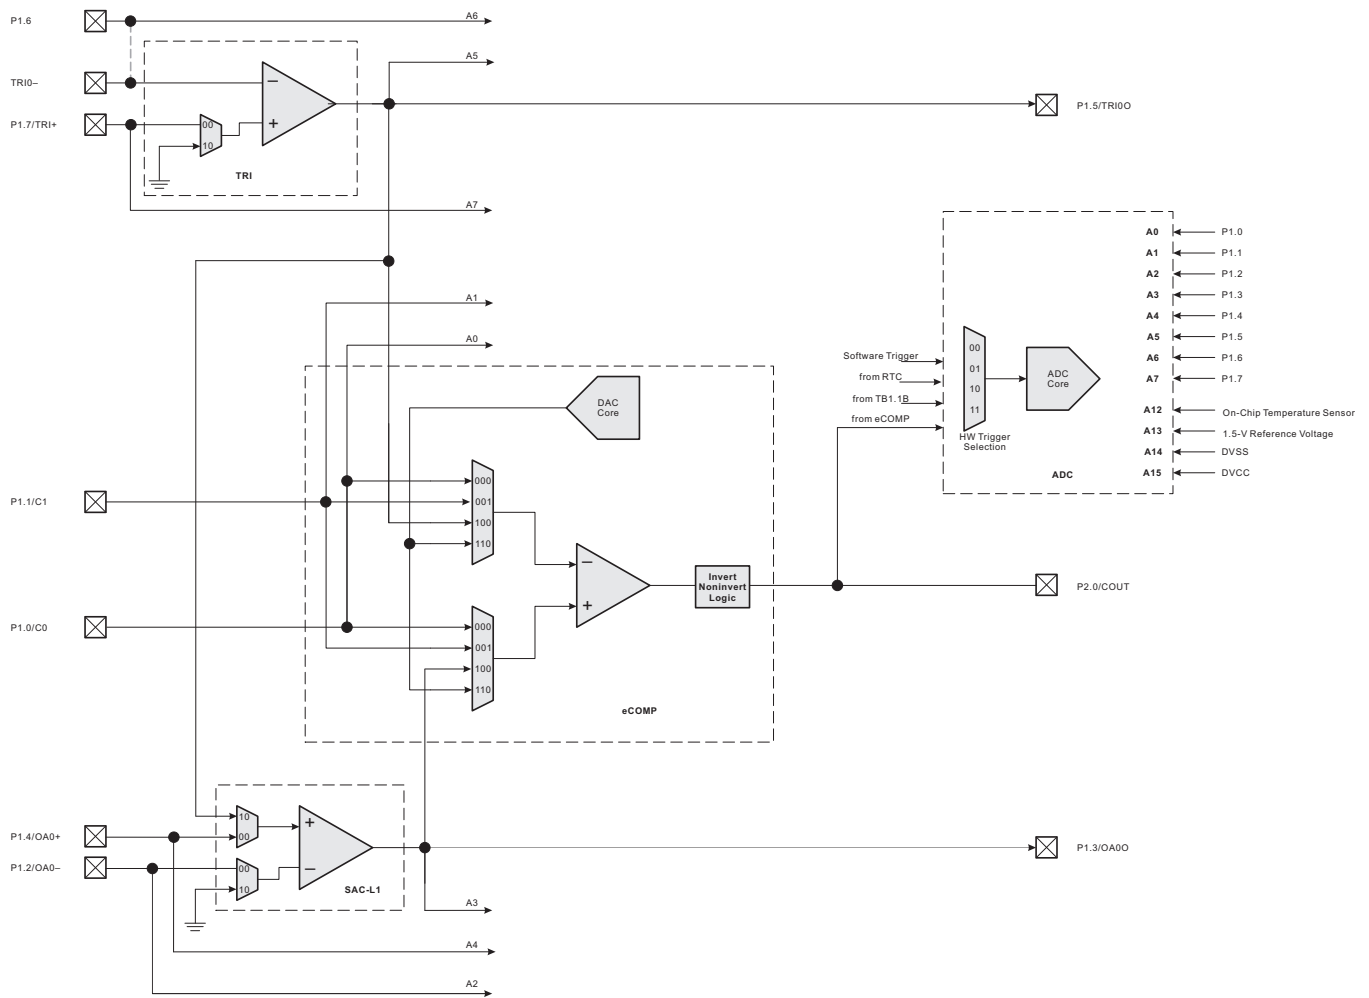 P1.6
A6
A5
TRI0–
−
P1.5/TRI0O
P1.7/TRI+
00
+
10
TRI
A7
A0
P1.0
A1
P1.1
A2
P1.2
A3
P1.3
A4
P1.4
A5
P1.5
A6
P1.6
A7
P1.7
A12
On-Chip Temperature Sensor
A13
1.5-V Reference Voltage
A14
DVSS
A15
DVCC
Software Trigger
from RTC
from TB1.1B
from eCOMP
00
01
10
11
HW Trigger
Selection
ADC
Core
ADC
A1
A0
DAC
Core
000
P1.1/C1
001
100
110
−
+
Invert
Noninvert
Logic
P2.0/COUT
P1.0/C0
000
001
100
110
eCOMP
10
P1.4/OA0+
00
+
P1.2/OA0–
00
10
−
SAC-L1
P1.3/OA0O
A3
A4
A2